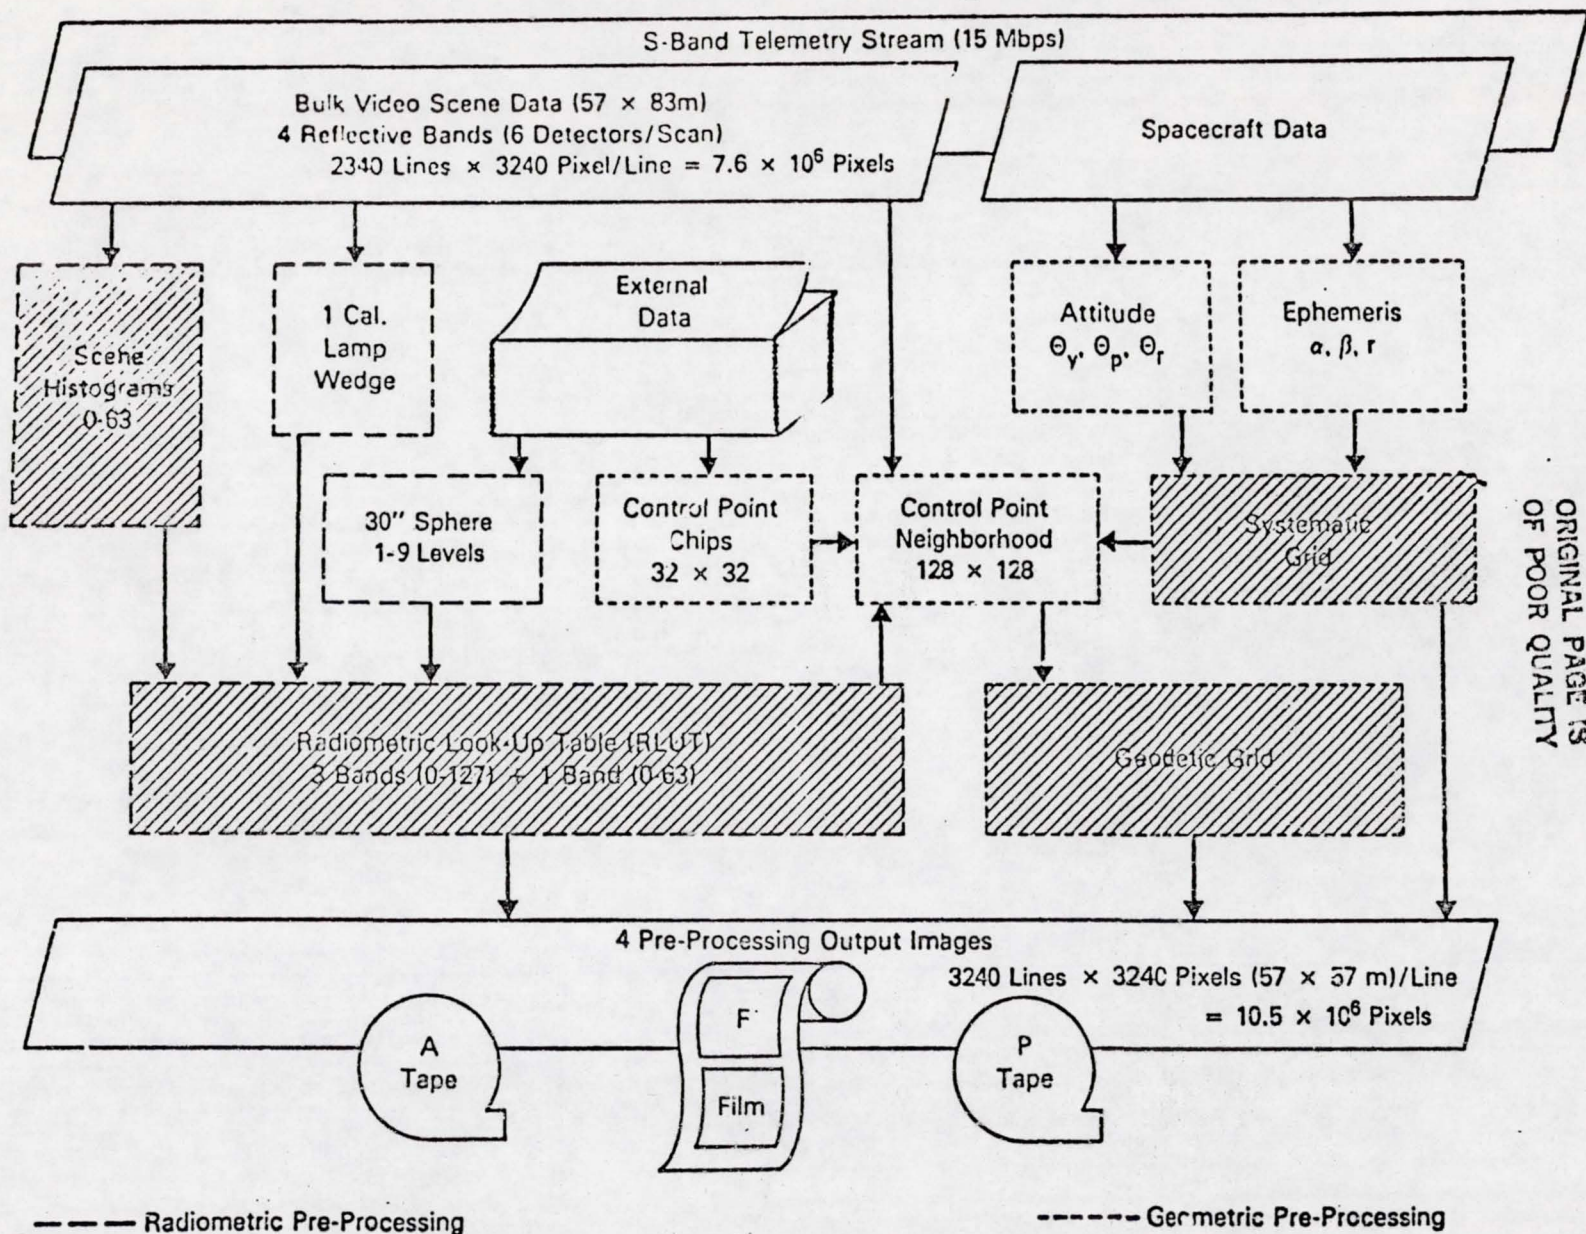 S-Band Telemetry Stream (15 Mbps)
Bulk Video Scene Data (57 × 83m)
4 Reflective Bands (6 Detectors/Scan)
2340 Lines × 3240 Pixel/Line = 7.6 × 10⁶ Pixels
Spacecraft Data
Scene
Histograms
0-63
1 Cal.
Lamp
Wedge
External
Data
Attitude
Θy, Θp, Θr
Ephemeris
α, β, r
30" Sphere
1-9 Levels
Control Point
Chips
32 × 32
Control Point
Neighborhood
128 × 128
Systematic
Grid
Radiometric Look-Up Table (RLUT)
3 Bands (0-127) + 1 Band (0-63)
Geodetic Grid
4 Pre-Processing Output Images
3240 Lines × 3240 Pixels (57 × 57 m)/Line
= 10.5 × 10⁶ Pixels
A
Tape
F
Film
P
Tape
Radiometric Pre-Processing
Geometric Pre-Processing
ORIGINAL PAGE IS
OF POOR QUALITY